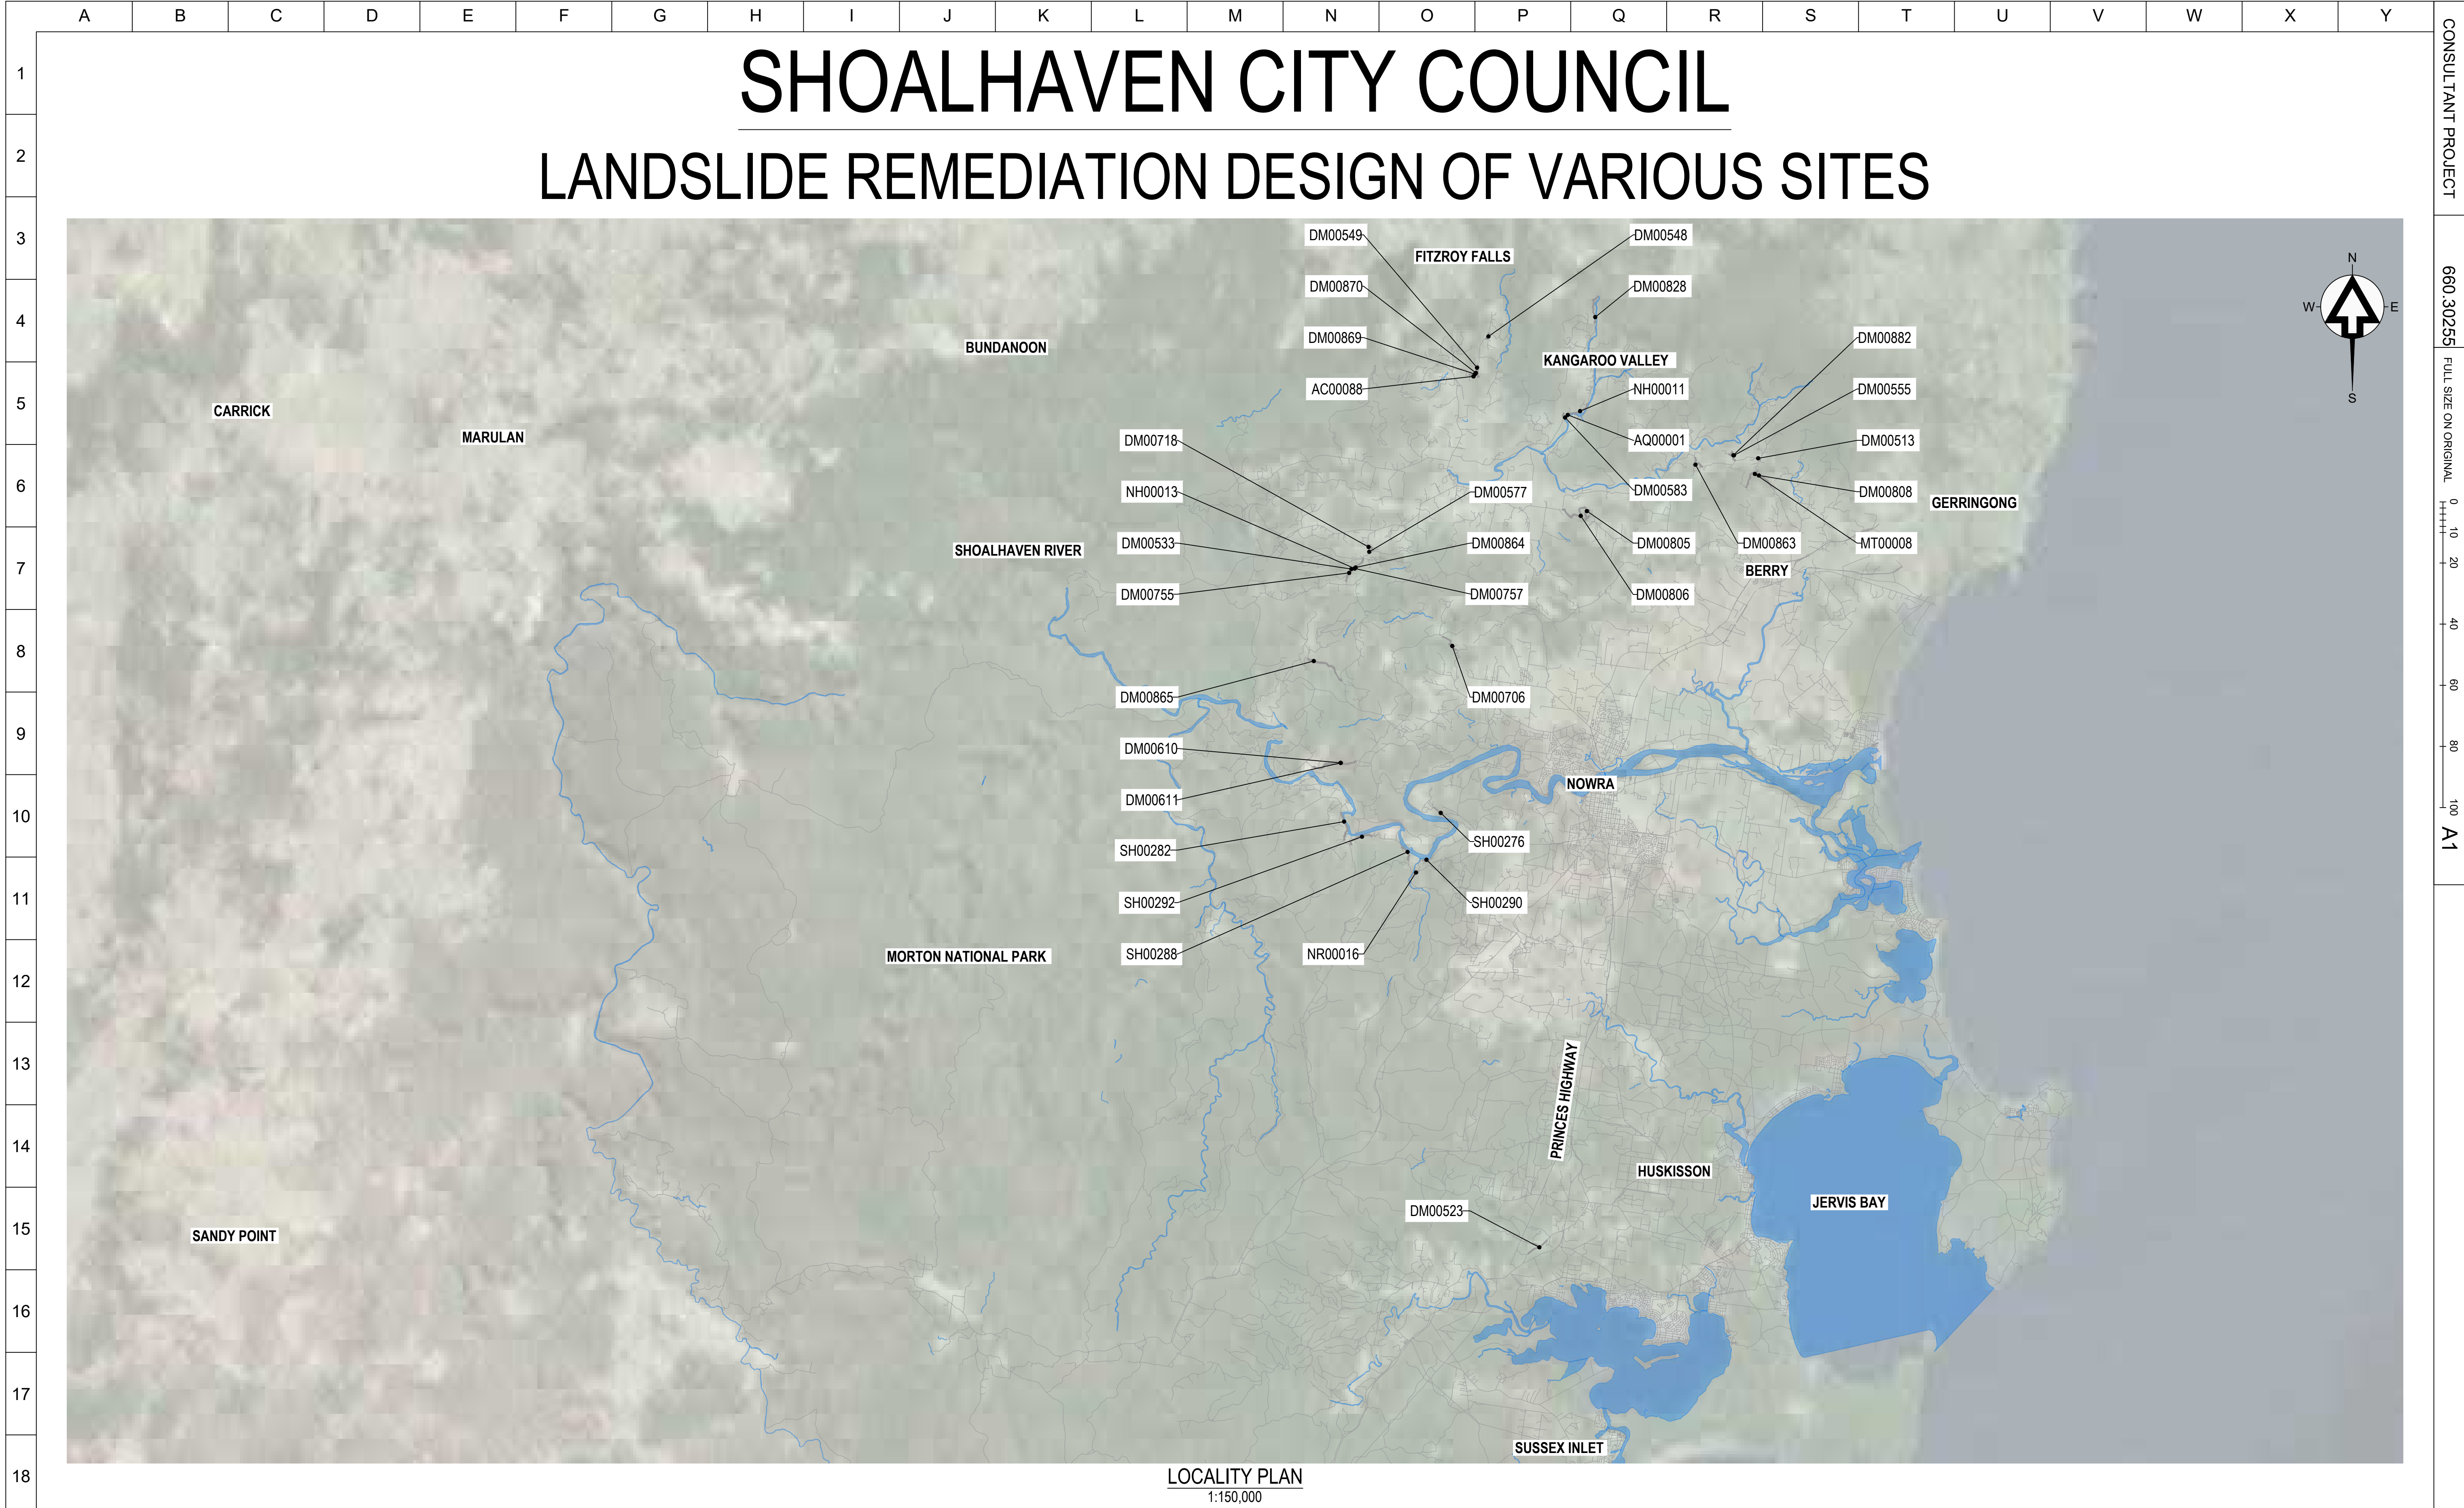 A B C D E F G H I J K L M N O P Q R S T U V W X Y
CONSULTANT PROJECT
660.30255
FULL SIZE ON ORIGINAL
0 10 20 40 60 80 100
A1
1
2
3
4
5
6
7
8
9
10
11
12
13
14
15
16
17
18
SHOALHAVEN CITY COUNCIL
LANDSLIDE REMEDIATION DESIGN OF VARIOUS SITES
N
W E
S
DM00549
DM00548
FITZROY FALLS
DM00870
DM00828
DM00869
DM00882
BUNDANOON
KANGAROO VALLEY
AC00088
NH00011
DM00555
CARRICK
MARULAN
DM00718
AQ00001
DM00513
NH00013
DM00577
DM00583
DM00808
GERRINGONG
SHOALHAVEN RIVER
DM00533
DM00864
DM00805
DM00863
MT00008
BERRY
DM00755
DM00757
DM00806
DM00865
DM00706
DM00610
NOWRA
DM00611
SH00276
SH00282
SH00292
SH00290
SH00288
NR00016
MORTON NATIONAL PARK
PRINCES HIGHWAY
HUSKISSON
JERVIS BAY
DM00523
SANDY POINT
SUSSEX INLET
LOCALITY PLAN
1:150,000